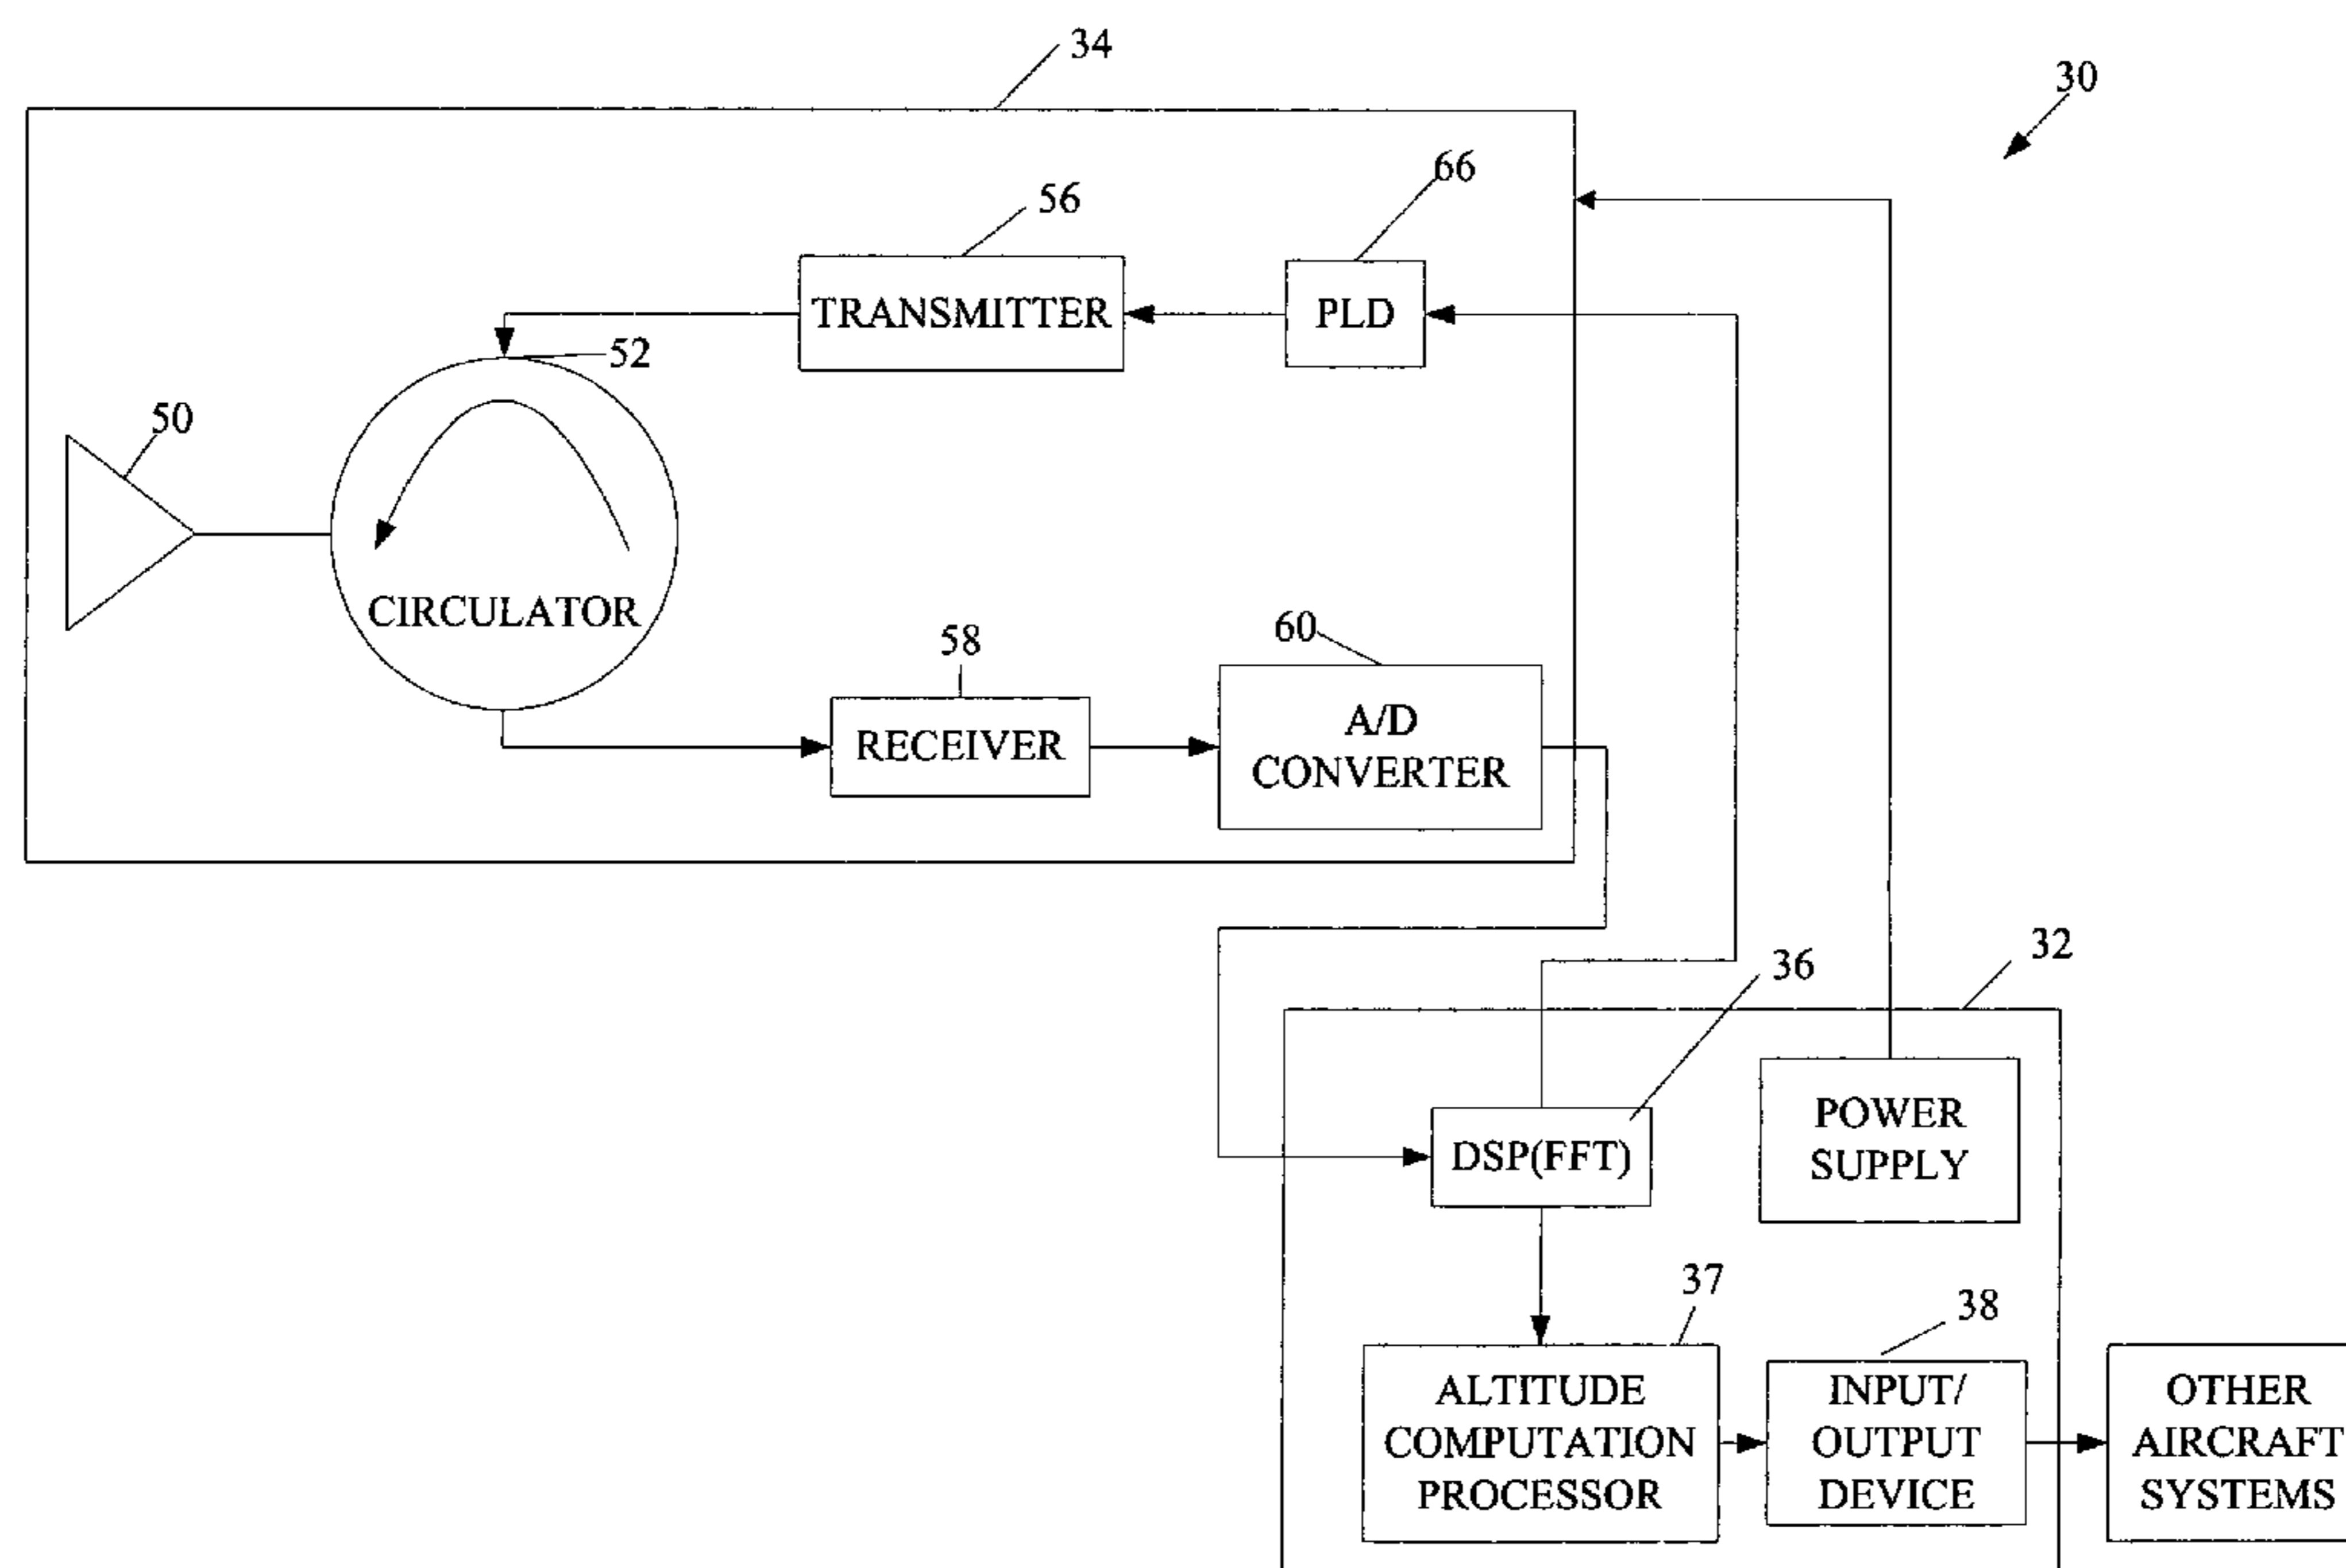 34
30
66
56
TRANSMITTER
PLD
52
50
CIRCULATOR
58
60
RECEIVER
A/D
CONVERTER
32
36
POWER
SUPPLY
DSP(FFT)
37
38
ALTITUDE
COMPUTATION
PROCESSOR
INPUT/
OUTPUT
DEVICE
OTHER
AIRCRAFT
SYSTEMS